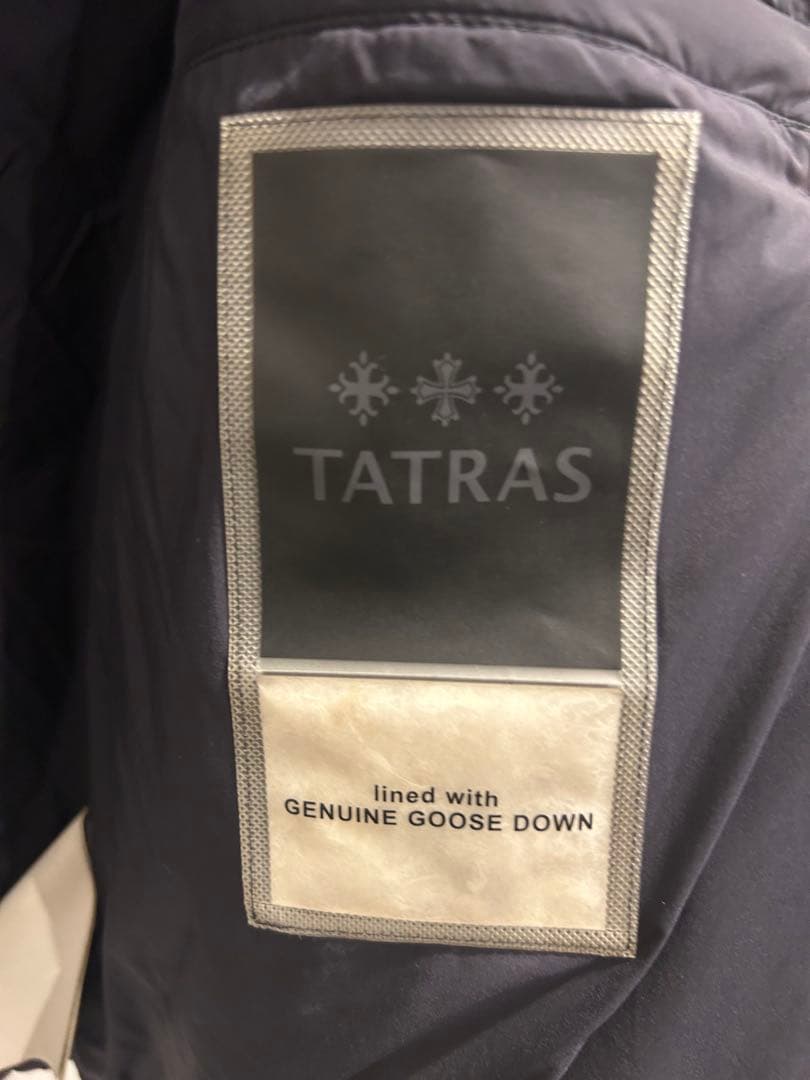 TATRAS
lined with
GENUINE GOOSE DOWN